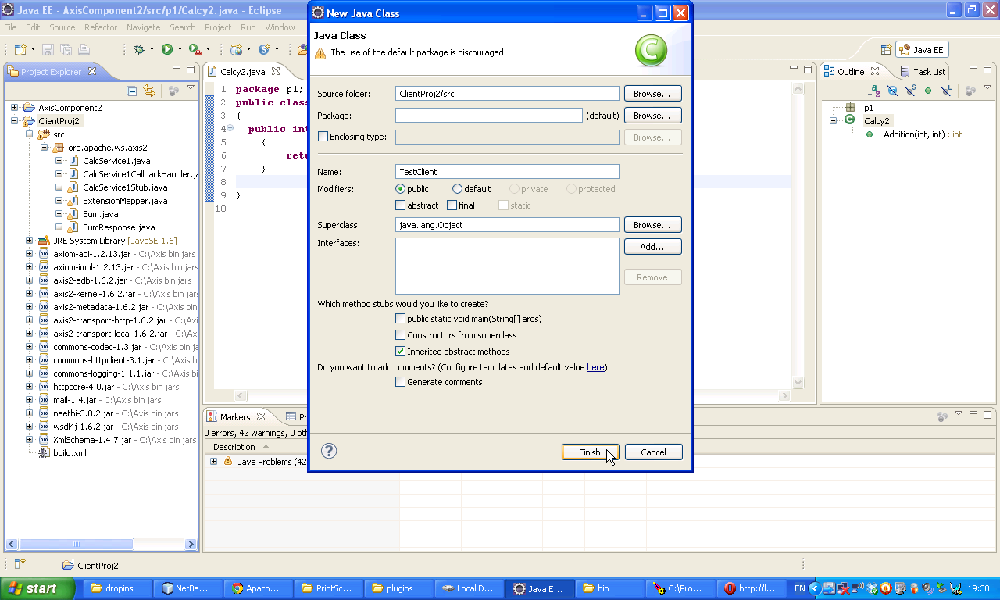 Java EE - AxisComponent2/src/p1/Calcy2.java - Eclipse
File Edit Source Refactor Navigate Search Project Run Window
Java EE
Project Explorer
AxisComponent2
ClientProj2
src
org.apache.ws.axis2
CalcService1.java
CalcService1CallbackHandler.ja
CalcService1Stub.java
ExtensionMapper.java
Sum.java
SumResponse.java
JRE System Library [JavaSE-1.6]
axiom-api-1.2.13.jar - C:\Axis bin jars
axiom-impl-1.2.13.jar - C:\Axis bin jars
axis2-adb-1.6.2.jar - C:\Axis bin jars
axis2-kernel-1.6.2.jar - C:\Axis bin jars
axis2-metadata-1.6.2.jar - C:\Axis bin
axis2-transport-http-1.6.2.jar - C:\Axi
axis2-transport-local-1.6.2.jar - C:\Ax
commons-codec-1.3.jar - C:\Axis bin jar
commons-httpclient-3.1.jar - C:\Axis bin
commons-logging-1.1.1.jar - C:\Axis bin
httpcore-4.0.jar - C:\Axis bin jars
mail-1.4.jar - C:\Axis bin jars
neethi-3.0.2.jar - C:\Axis bin jars
wsdl4j-1.6.2.jar - C:\Axis bin jars
XmlSchema-1.4.7.jar - C:\Axis bin jars
build.xml
Calcy2.java
1 package p1;
2 public class
3 {
4 public int
5 {
6 retu
7 }
8
9 }
10
New Java Class
Java Class
The use of the default package is discouraged.
Source folder: ClientProj2/src Browse...
Package: (default) Browse...
Enclosing type: Browse...
Name: TestClient
Modifiers: public default private protected
abstract final static
Superclass: java.lang.Object Browse...
Interfaces: Add...
Remove
Which method stubs would you like to create?
public static void main(String[] args)
Constructors from superclass
Inherited abstract methods
Do you want to add comments? (Configure templates and default value here)
Generate comments
Finish Cancel
Outline Task List
p1
Calcy2
Addition(int, int) : int
Markers Pr
0 errors, 42 warnings, 0 oth
Description
Java Problems (42
ClientProj2
start dropins NetBe... Apach... PrintSc... plugins Local D... Java E... bin C:\Pro... http://l... EN 19:30